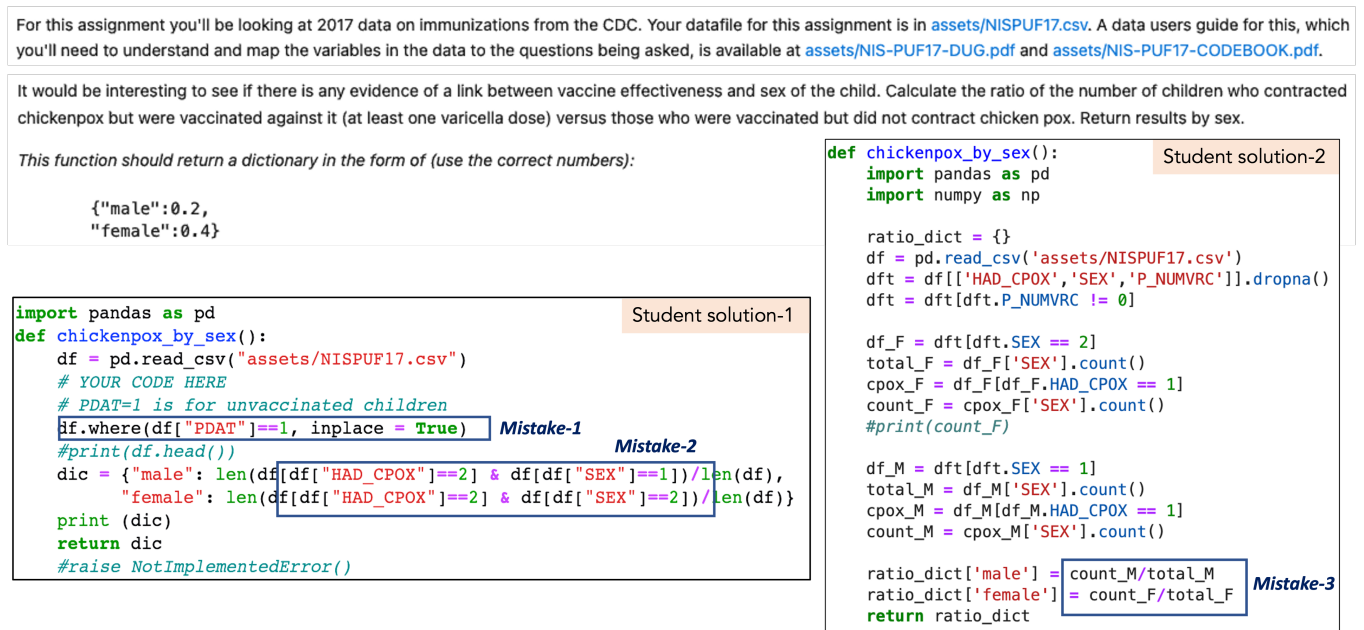 For this assignment you'll be looking at 2017 data on immunizations from the CDC. Your datafile for this assignment is in assets/NISPUF17.csv. A data users guide for this, which
you'll need to understand and map the variables in the data to the questions being asked, is available at assets/NIS-PUF17-DUG.pdf and assets/NIS-PUF17-CODEBOOK.pdf.
It would be interesting to see if there is any evidence of a link between vaccine effectiveness and sex of the child. Calculate the ratio of the number of children who contracted
chickenpox but were vaccinated against it (at least one varicella dose) versus those who were vaccinated but did not contract chicken pox. Return results by sex.
This function should return a dictionary in the form of (use the correct numbers):
{"male":0.2,
"female":0.4}
Student solution-1
import pandas as pd
def chickenpox_by_sex():
    df = pd.read_csv("assets/NISPUF17.csv")
    # YOUR CODE HERE
    # PDAT=1 is for unvaccinated children
    df.where(df["PDAT"]==1, inplace = True) Mistake-1
    #print(df.head())
Mistake-2
    dic = {"male": len(df[df["HAD_CPOX"]==2] & df[df["SEX"]==1])/len(df),
           "female": len(df[df["HAD_CPOX"]==2] & df[df["SEX"]==2])/len(df)}
    print (dic)
    return dic
    #raise NotImplementedError()
Student solution-2
def chickenpox_by_sex():
    import pandas as pd
    import numpy as np
    ratio_dict = {}
    df = pd.read_csv('assets/NISPUF17.csv')
    dft = df[['HAD_CPOX','SEX','P_NUMVRC']].dropna()
    dft = dft[dft.P_NUMVRC != 0]
    df_F = dft[dft.SEX == 2]
    total_F = df_F['SEX'].count()
    cpox_F = df_F[df_F.HAD_CPOX == 1]
    count_F = cpox_F['SEX'].count()
    #print(count_F)
    df_M = dft[dft.SEX == 1]
    total_M = df_M['SEX'].count()
    cpox_M = df_M[df_M.HAD_CPOX == 1]
    count_M = cpox_M['SEX'].count()
    ratio_dict['male'] = count_M/total_M
    ratio_dict['female'] = count_F/total_F
Mistake-3
    return ratio_dict